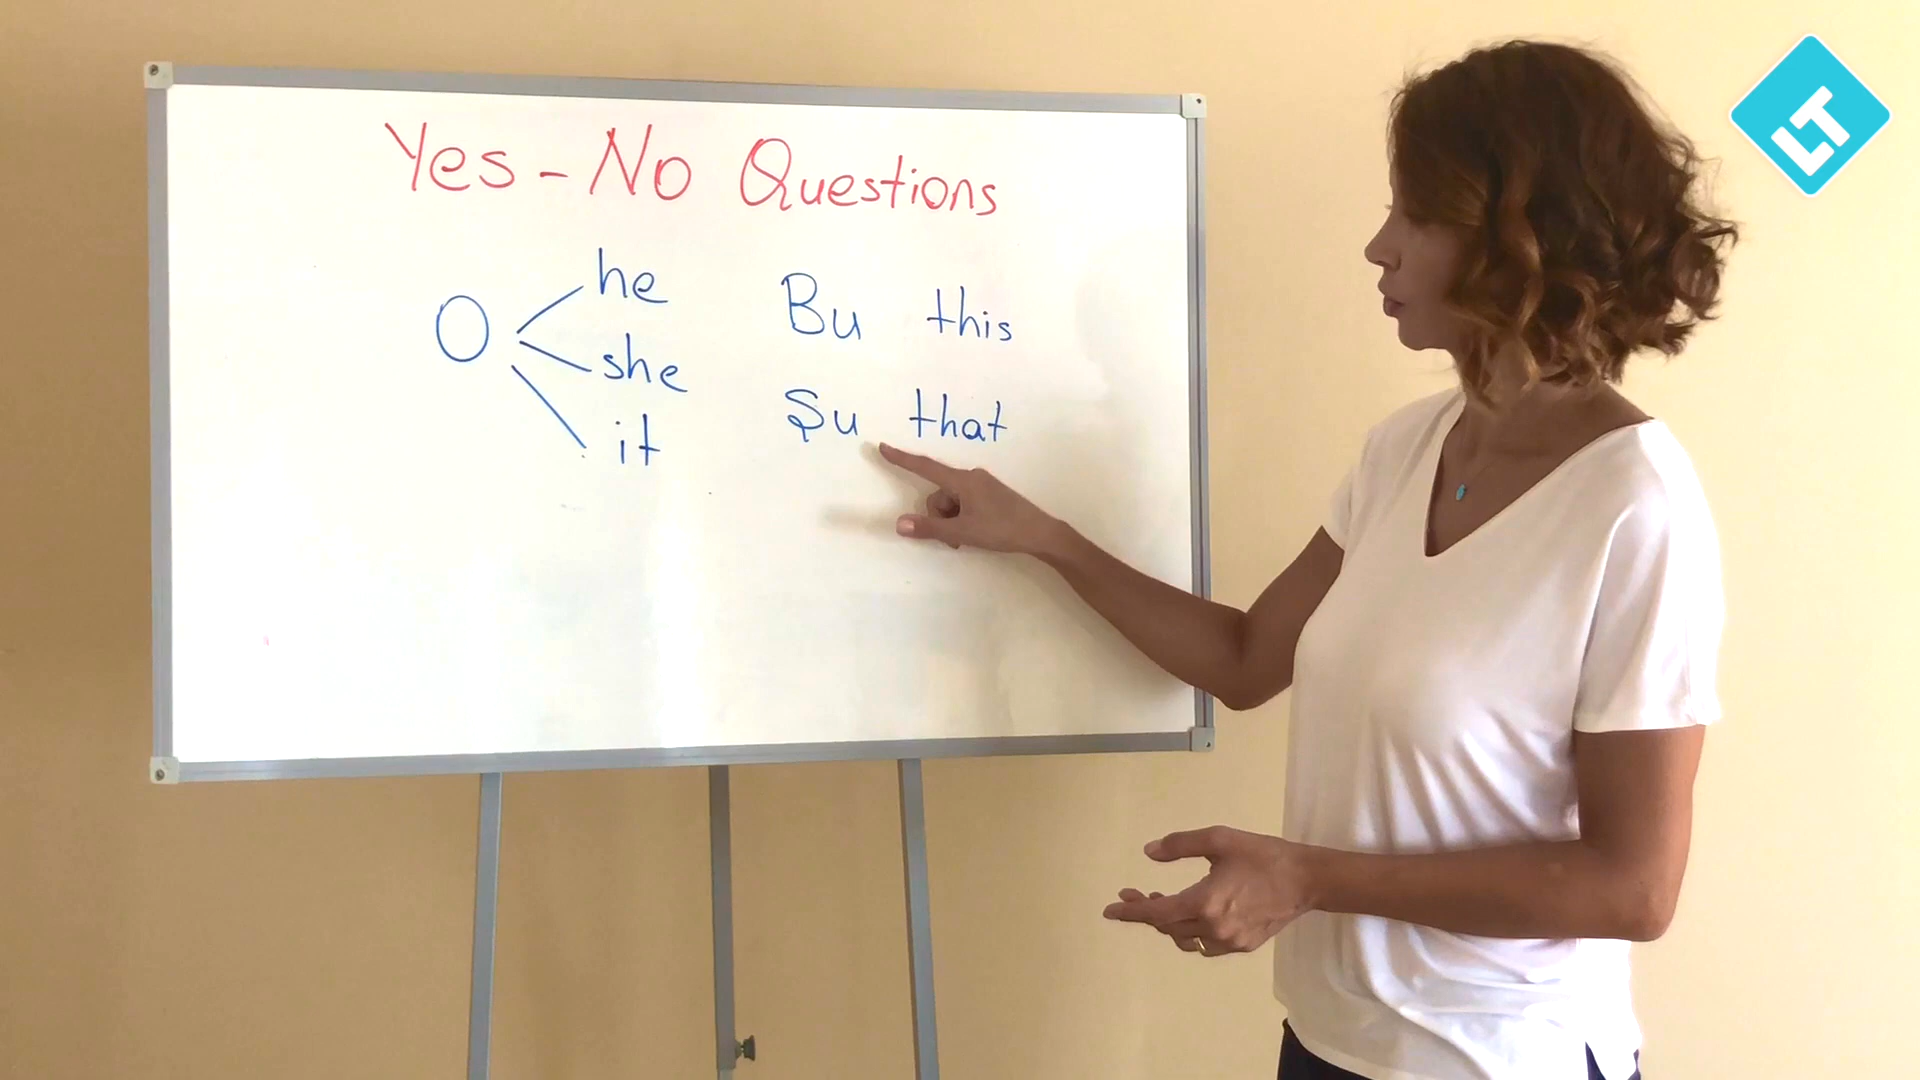 Yes - No Questions
O
he
she
it
Bu this
Şu that
LT